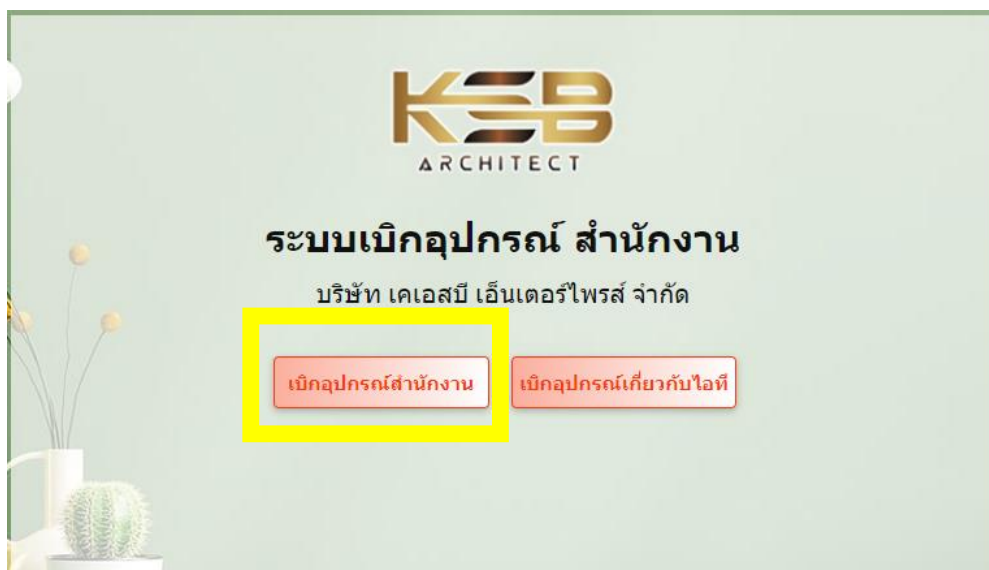 KSB
ARCHITECT
ระบบเบิกอุปกรณ์ สำนักงาน
บริษัท เคเอสบี เอ็นเตอร์ไพรส์ จำกัด
เบิกอุปกรณ์สำนักงาน
เบิกอุปกรณ์เกี่ยวกับไอที